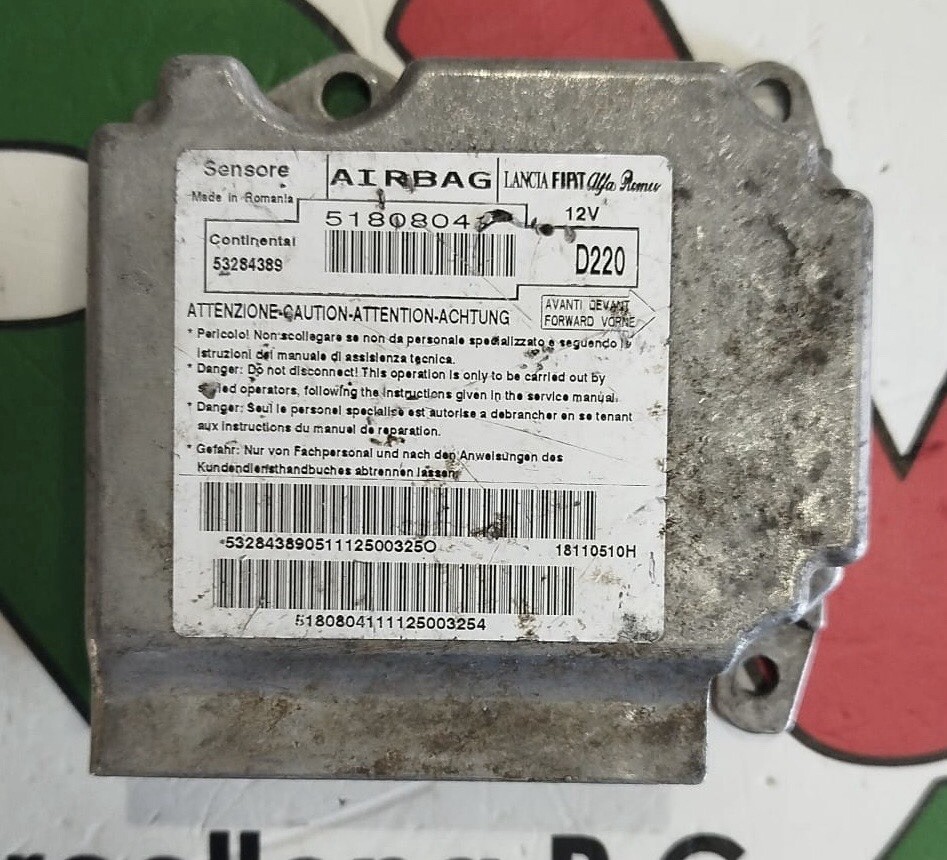 Sensore AIRBAG LANCIA FIAT Alfa Romeo
Made in Romania
5180804 12V
Continental
53284389 D220
ATTENZIONE-CAUTION-ATTENTION-ACHTUNG
AVANTI DEVANT
FORWARD VORNE
* Pericolo! Non scollegare se non da personale specializzato e seguendo
istruzioni del manuale di assistenza tecnica.
* Danger: Do not disconnect! This operation is only to be carried out by
operators, following the instructions given in the service manual.
* Danger: Seul le personel specialise est autorise a debrancher en se tenant
aux instructions du manuel de reparation.
* Gefahr: Nur von Fachpersonal und nach den Anweisungen des
Kundendiensthandbuches abtrennen lassen
*53284389051112500325O 18110510H
5180804111125003254